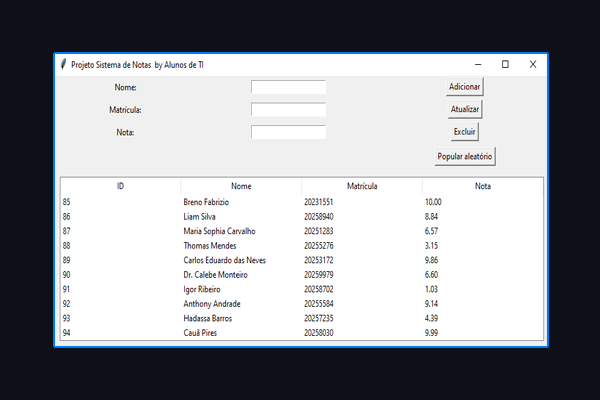 Projeto Sistema de Notas by Alunos de TI
Nome: Adicionar
Matrícula: Atualizar
Nota: Excluir
Popular aleatório
ID Nome Matrícula Nota
85 Breno Fabrizio 20231551 10.00
86 Liam Silva 20258940 8.84
87 Maria Sophia Carvalho 20251283 6.57
88 Thomas Mendes 20255276 3.15
89 Carlos Eduardo das Neves 20253172 9.86
90 Dr. Calebe Monteiro 20259979 6.60
91 Igor Ribeiro 20258702 1.03
92 Anthony Andrade 20255584 9.14
93 Hadassa Barros 20257235 4.39
94 Cauã Pires 20258030 9.99